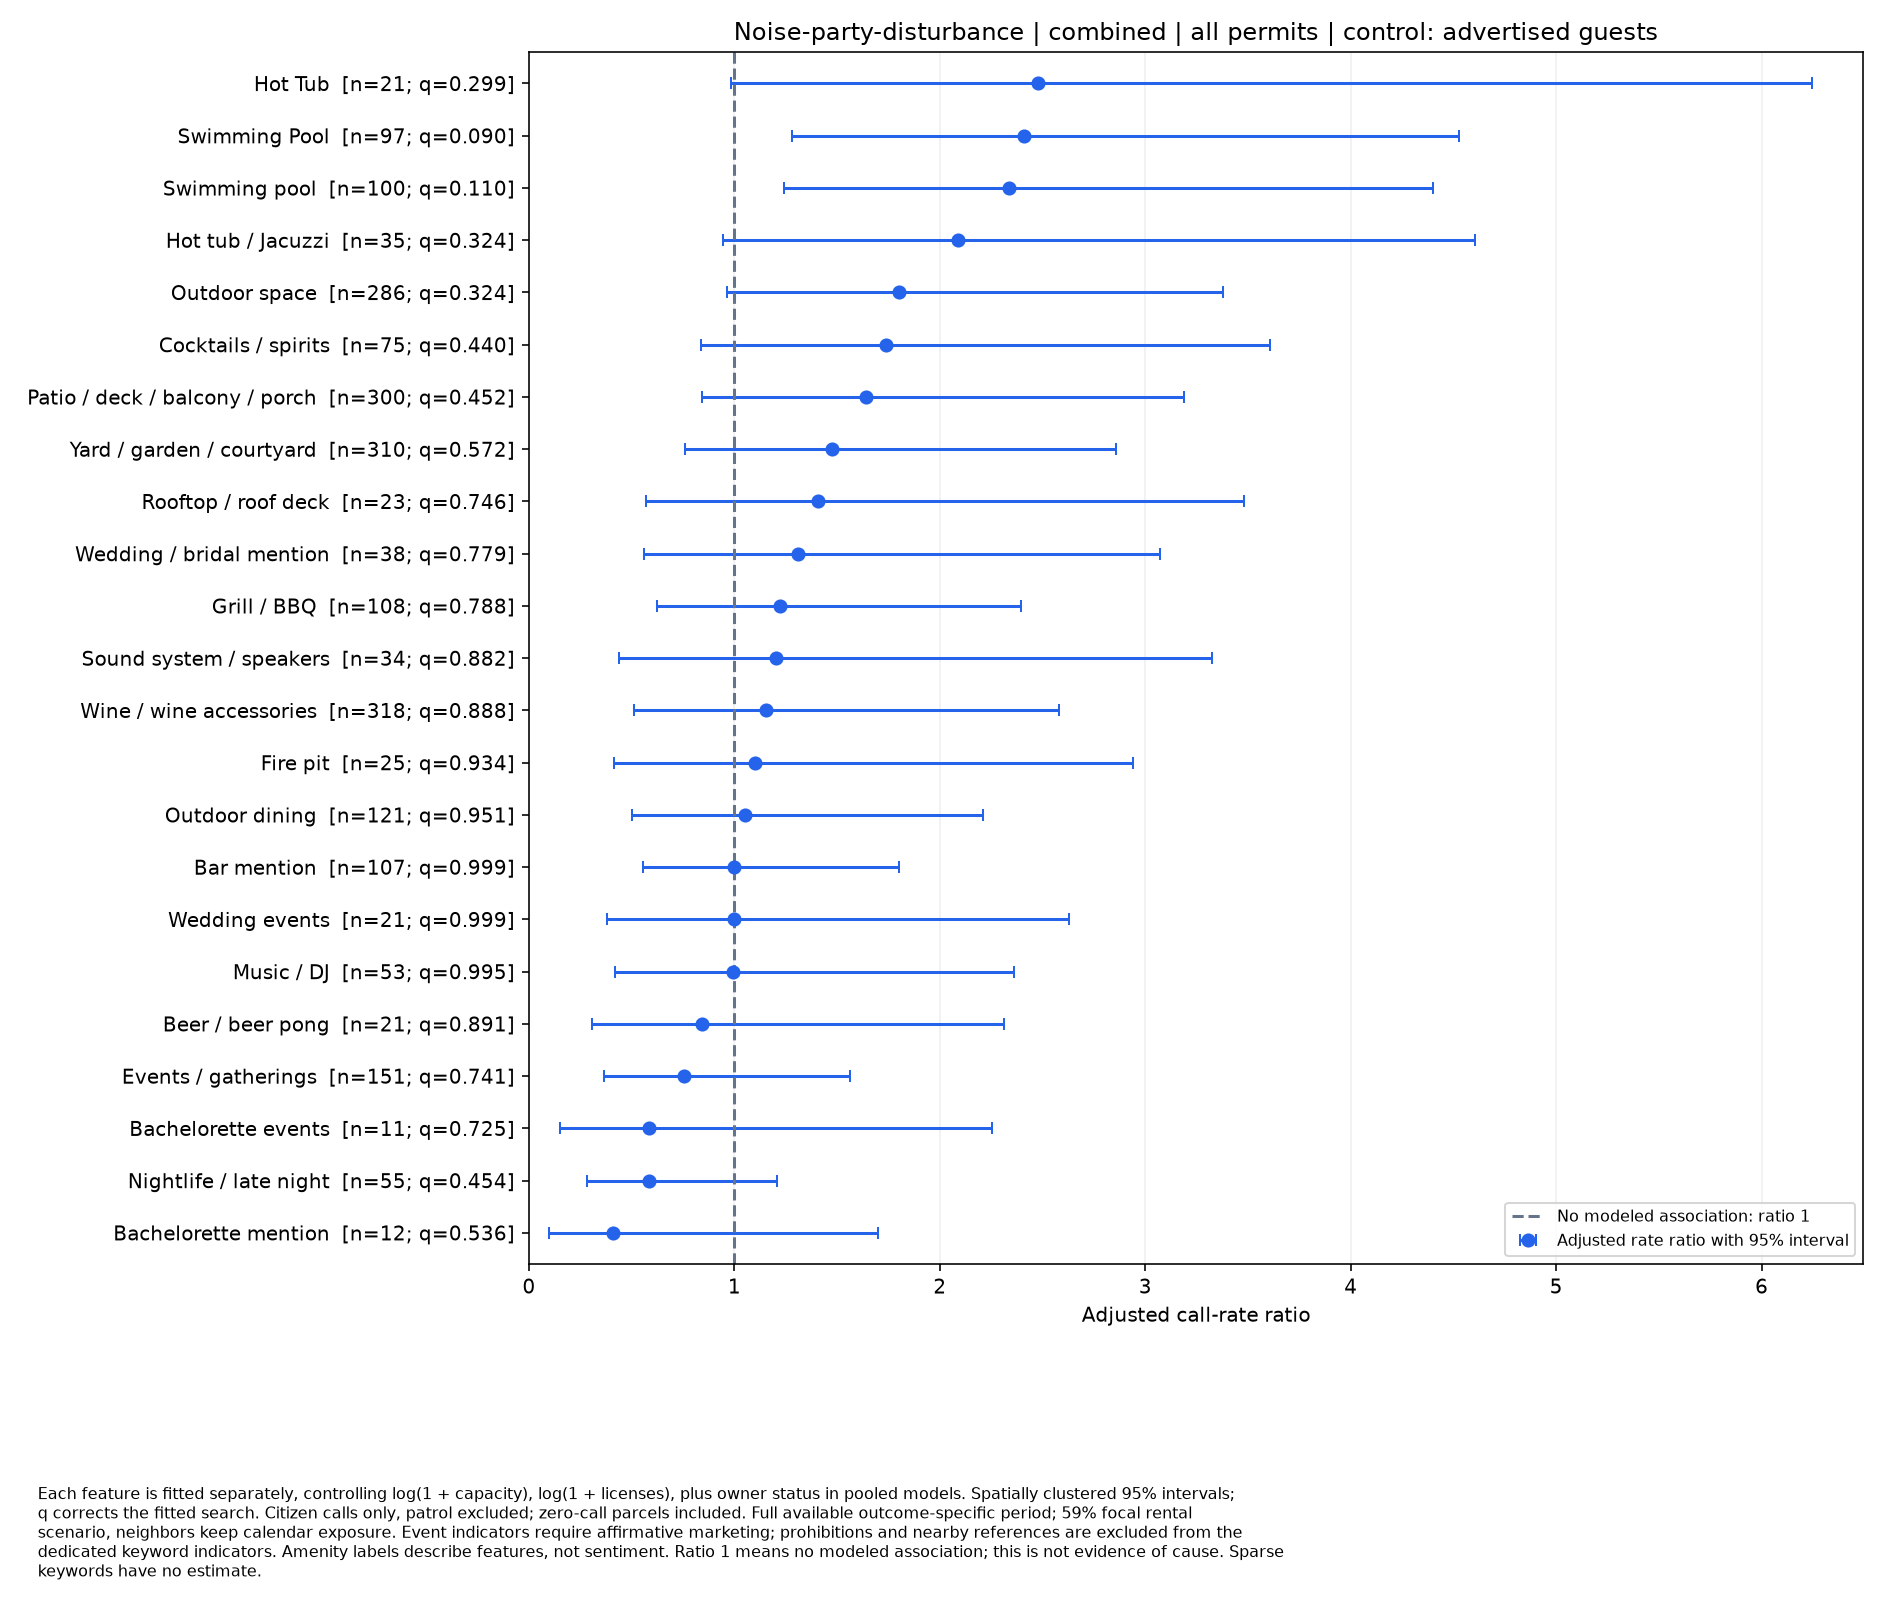 Noise-party-disturbance | combined | all permits | control: advertised guests
Hot Tub [n=21; q=0.299]
Swimming Pool [n=97; q=0.090]
Swimming pool [n=100; q=0.110]
Hot tub / Jacuzzi [n=35; q=0.324]
Outdoor space [n=286; q=0.324]
Cocktails / spirits [n=75; q=0.440]
Patio / deck / balcony / porch [n=300; q=0.452]
Yard / garden / courtyard [n=310; q=0.572]
Rooftop / roof deck [n=23; q=0.746]
Wedding / bridal mention [n=38; q=0.779]
Grill / BBQ [n=108; q=0.788]
Sound system / speakers [n=34; q=0.882]
Wine / wine accessories [n=318; q=0.888]
Fire pit [n=25; q=0.934]
Outdoor dining [n=121; q=0.951]
Bar mention [n=107; q=0.999]
Wedding events [n=21; q=0.999]
Music / DJ [n=53; q=0.995]
Beer / beer pong [n=21; q=0.891]
Events / gatherings [n=151; q=0.741]
Bachelorette events [n=11; q=0.725]
Nightlife / late night [n=55; q=0.454]
Bachelorette mention [n=12; q=0.536]
No modeled association: ratio 1
Adjusted rate ratio with 95% interval
0 1 2 3 4 5 6
Adjusted call-rate ratio
Each feature is fitted separately, controlling log(1 + capacity), log(1 + licenses), plus owner status in pooled models. Spatially clustered 95% intervals;
q corrects the fitted search. Citizen calls only, patrol excluded; zero-call parcels included. Full available outcome-specific period; 59% focal rental
scenario, neighbors keep calendar exposure. Event indicators require affirmative marketing; prohibitions and nearby references are excluded from the
dedicated keyword indicators. Amenity labels describe features, not sentiment. Ratio 1 means no modeled association; this is not evidence of cause. Sparse
keywords have no estimate.